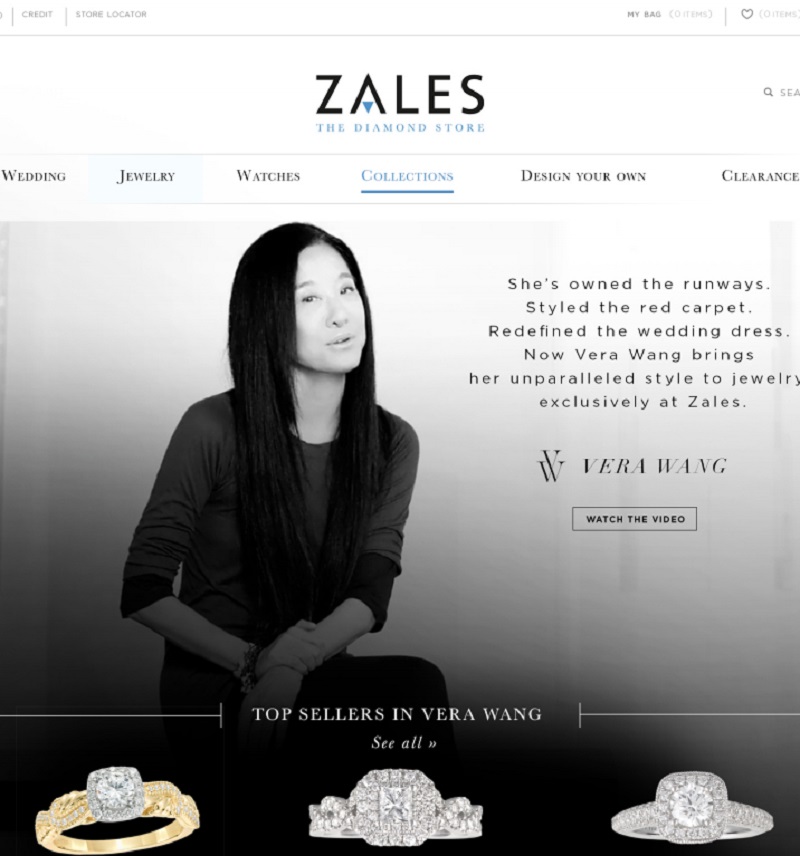 CREDIT STORE LOCATOR MY BAG (0 ITEMS) (0 ITEMS)
ZALES
THE DIAMOND STORE
WEDDING JEWELRY WATCHES COLLECTIONS DESIGN YOUR OWN CLEARANCE
She's owned the runways.
Styled the red carpet.
Redefined the wedding dress.
Now Vera Wang brings
her unparalleled style to jewelry
exclusively at Zales.
VW VERA WANG
WATCH THE VIDEO
TOP SELLERS IN VERA WANG
See all »